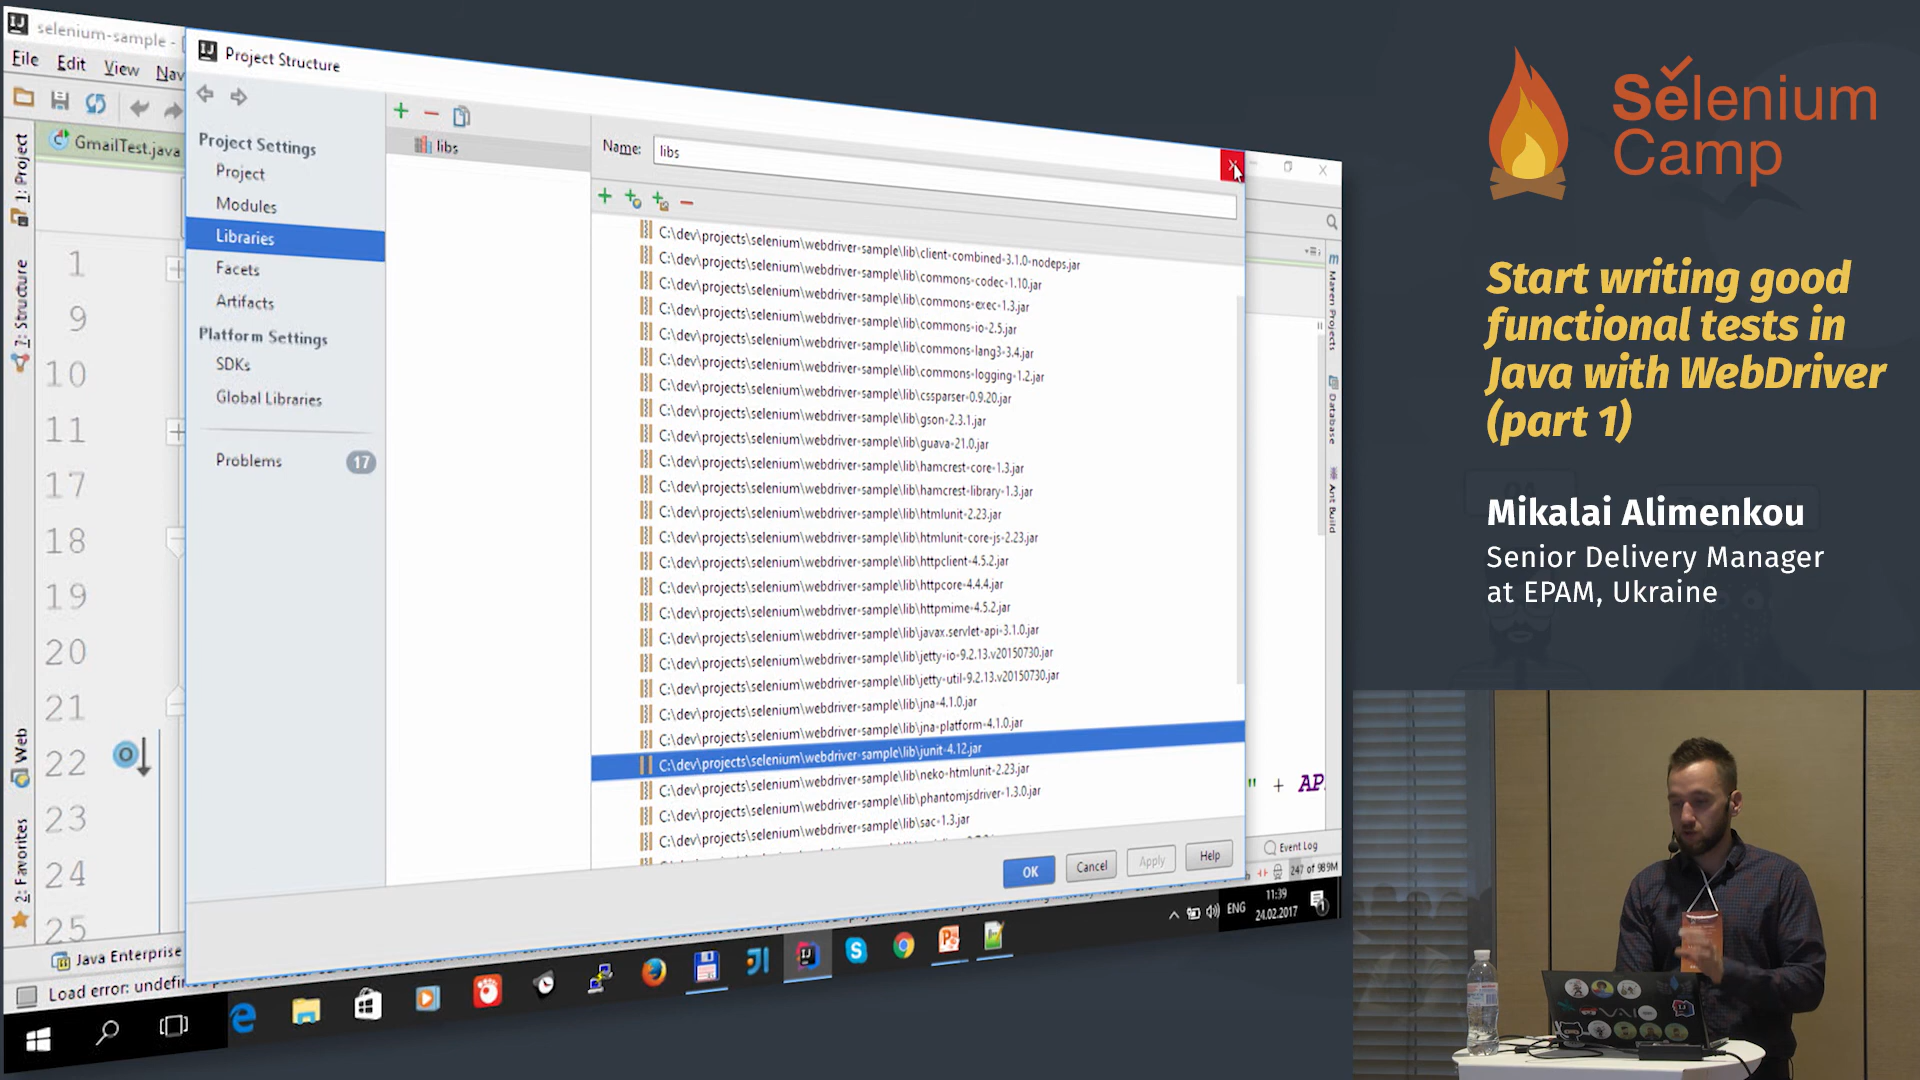 selenium-sample -
File Edit View Nav
GmailTest.java
1: Project
7: Structure
Web
2: Favorites
1
9
10
11
17
18
19
20
21
22
23
24
25
Java Enterprise
Project Structure
Project Settings
Project
Modules
Libraries
Facets
Artifacts
Platform Settings
SDKs
Global Libraries
Problems 17
libs
Name: libs
C:\dev\projects\selenium\webdriver-sample\lib\client-combined-3.1.0-nodeps.jar
C:\dev\projects\selenium\webdriver-sample\lib\commons-codec-1.10.jar
C:\dev\projects\selenium\webdriver-sample\lib\commons-exec-1.3.jar
C:\dev\projects\selenium\webdriver-sample\lib\commons-io-2.5.jar
C:\dev\projects\selenium\webdriver-sample\lib\commons-lang3-3.4.jar
C:\dev\projects\selenium\webdriver-sample\lib\commons-logging-1.2.jar
C:\dev\projects\selenium\webdriver-sample\lib\cssparser-0.9.20.jar
C:\dev\projects\selenium\webdriver-sample\lib\gson-2.3.1.jar
C:\dev\projects\selenium\webdriver-sample\lib\guava-21.0.jar
C:\dev\projects\selenium\webdriver-sample\lib\hamcrest-core-1.3.jar
C:\dev\projects\selenium\webdriver-sample\lib\hamcrest-library-1.3.jar
C:\dev\projects\selenium\webdriver-sample\lib\htmlunit-2.23.jar
C:\dev\projects\selenium\webdriver-sample\lib\htmlunit-core-js-2.23.jar
C:\dev\projects\selenium\webdriver-sample\lib\httpclient-4.5.2.jar
C:\dev\projects\selenium\webdriver-sample\lib\httpcore-4.4.4.jar
C:\dev\projects\selenium\webdriver-sample\lib\httpmime-4.5.2.jar
C:\dev\projects\selenium\webdriver-sample\lib\javax.servlet-api-3.1.0.jar
C:\dev\projects\selenium\webdriver-sample\lib\jetty-io-9.2.13.v20150730.jar
C:\dev\projects\selenium\webdriver-sample\lib\jetty-util-9.2.13.v20150730.jar
C:\dev\projects\selenium\webdriver-sample\lib\jna-4.1.0.jar
C:\dev\projects\selenium\webdriver-sample\lib\jna-platform-4.1.0.jar
C:\dev\projects\selenium\webdriver-sample\lib\junit-4.12.jar
C:\dev\projects\selenium\webdriver-sample\lib\neko-htmlunit-2.23.jar
C:\dev\projects\selenium\webdriver-sample\lib\phantomjsdriver-1.3.0.jar
C:\dev\projects\selenium\webdriver-sample\lib\sac-1.3.jar
OK Cancel Apply Help
Maven Projects
Database
Ant Build
" + AP
Event Log
247 of 989M
Load error: undefin
ENG
11:39
24.02.2017
Selenium
Camp
Start writing good
functional tests in
Java with WebDriver
(part 1)
Mikalai Alimenkou
Senior Delivery Manager
at EPAM, Ukraine